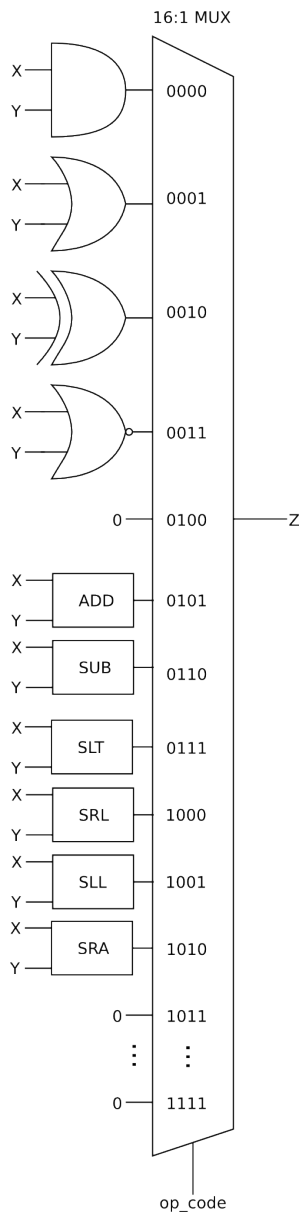 16:1 MUX
X
Y
0000
X
Y
0001
X
Y
0010
X
Y
0011
0 0100
Z
X
Y
ADD 0101
X
Y
SUB 0110
X
Y
SLT 0111
X
Y
SRL 1000
X
Y
SLL 1001
X
Y
SRA 1010
0 1011
... ...
0 1111
op_code